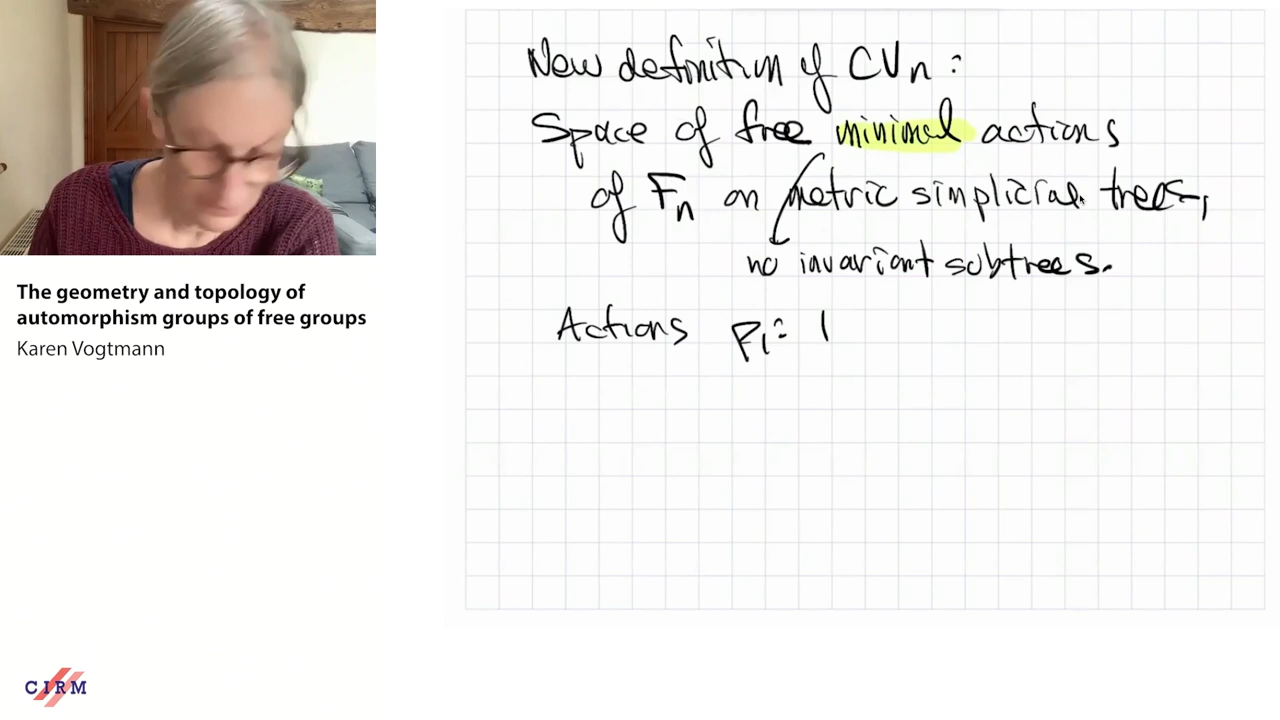 New definition of CVn :
Space of free minimal actions
of Fn on metric simplicial trees,
no invariant subtrees.
Actions ρ1:
The geometry and topology of
automorphism groups of free groups
Karen Vogtmann
CIRM